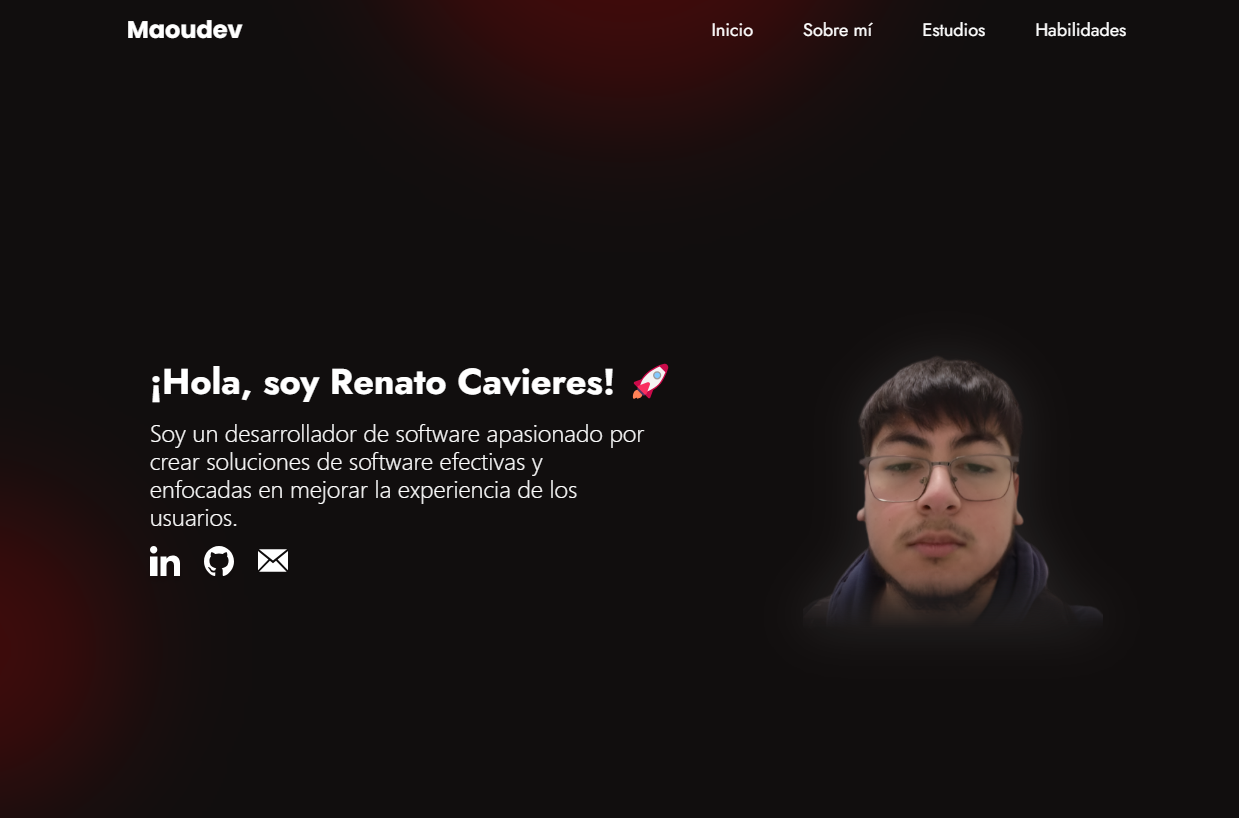 Maoudev
Inicio
Sobre mí
Estudios
Habilidades
¡Hola, soy Renato Cavieres! 🚀
Soy un desarrollador de software apasionado por
crear soluciones de software efectivas y
enfocadas en mejorar la experiencia de los
usuarios.
in